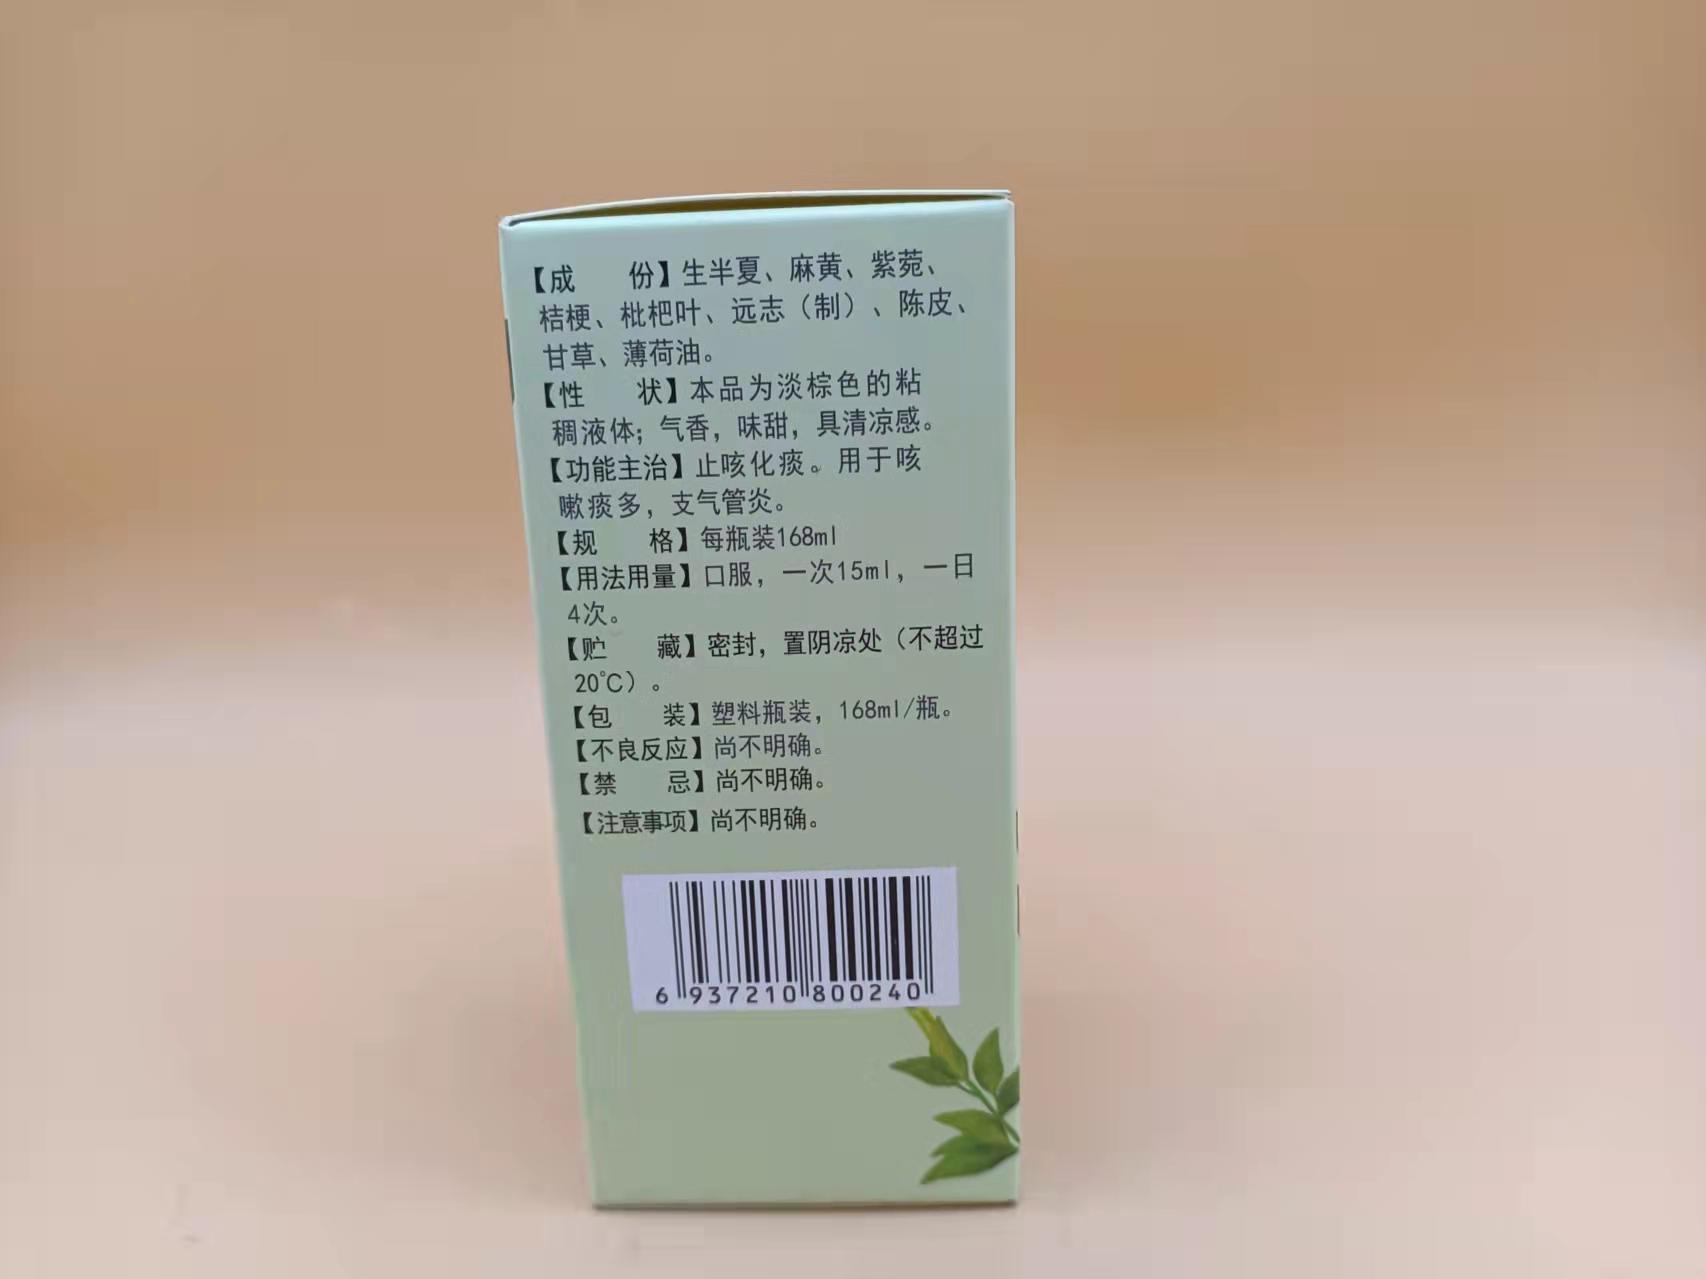 【成　　份】生半夏、麻黄、紫菀、
桔梗、枇杷叶、远志（制）、陈皮、
甘草、薄荷油。
【性　　状】本品为淡棕色的粘
稠液体；气香，味甜，具清凉感。
【功能主治】止咳化痰。用于咳
嗽痰多，支气管炎。
【规　　格】每瓶装168ml
【用法用量】口服，一次15ml，一日
4次。
【贮　　藏】密封，置阴凉处（不超过
20℃）。
【包　　装】塑料瓶装，168ml/瓶。
【不良反应】尚不明确。
【禁　　忌】尚不明确。
【注意事项】尚不明确。
6 937210 800240